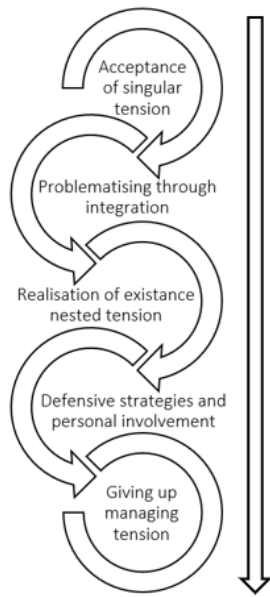 Acceptance
of singular
tension
Problematising through
integration
Realisation of existance
nested tension
Defensive strategies and
personal involvement
Giving up
managing
tension